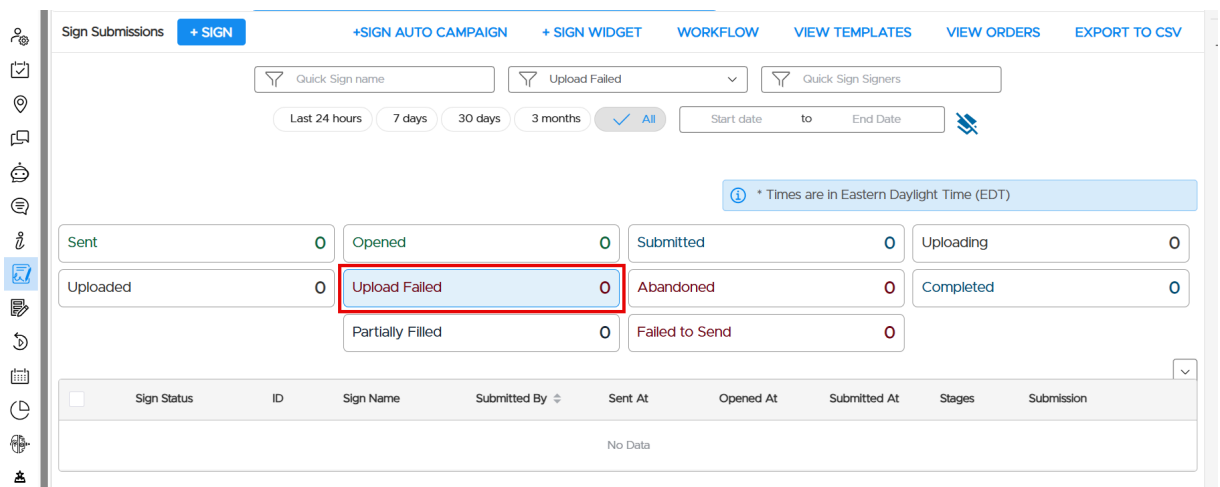 Sign Submissions + SIGN +SIGN AUTO CAMPAIGN + SIGN WIDGET WORKFLOW VIEW TEMPLATES VIEW ORDERS EXPORT TO CSV
Quick Sign name Upload Failed Quick Sign Signers
Last 24 hours 7 days 30 days 3 months All Start date to End Date
* Times are in Eastern Daylight Time (EDT)
Sent 0 Opened 0 Submitted 0 Uploading 0
Uploaded 0 Upload Failed 0 Abandoned 0 Completed 0
Partially Filled 0 Failed to Send 0
Sign Status ID Sign Name Submitted By Sent At Opened At Submitted At Stages Submission
No Data